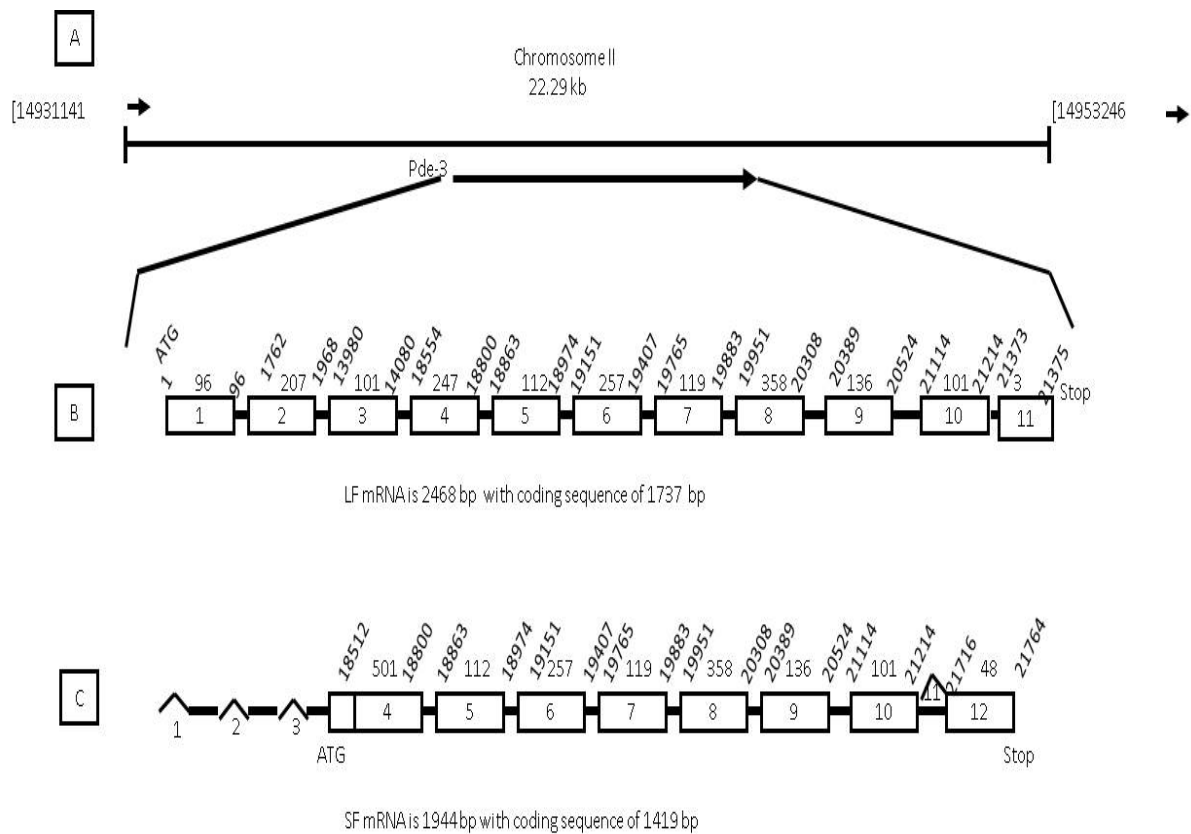 A
Chromosome II
22.29 kb
[14931141
[14953246
Pde-3
ATG
1 96 1762 1968 13980 14080 18554 18800 18863 18974 19151 19407 19765 19883 19951 20308 20389 20524 21114 21214 21373 21375
96 207 101 247 112 257 119 358 136 101 3
Stop
B
1 2 3 4 5 6 7 8 9 10 11
LF mRNA is 2468 bp with coding sequence of 1737 bp
18512 18800 18863 18974 19151 19407 19765 19883 19951 20308 20389 20524 21114 21214 21716 21764
501 112 257 119 358 136 101 48
C
1 2 3 4 5 6 7 8 9 10 11 12
ATG
Stop
SF mRNA is 1944 bp with coding sequence of 1419 bp